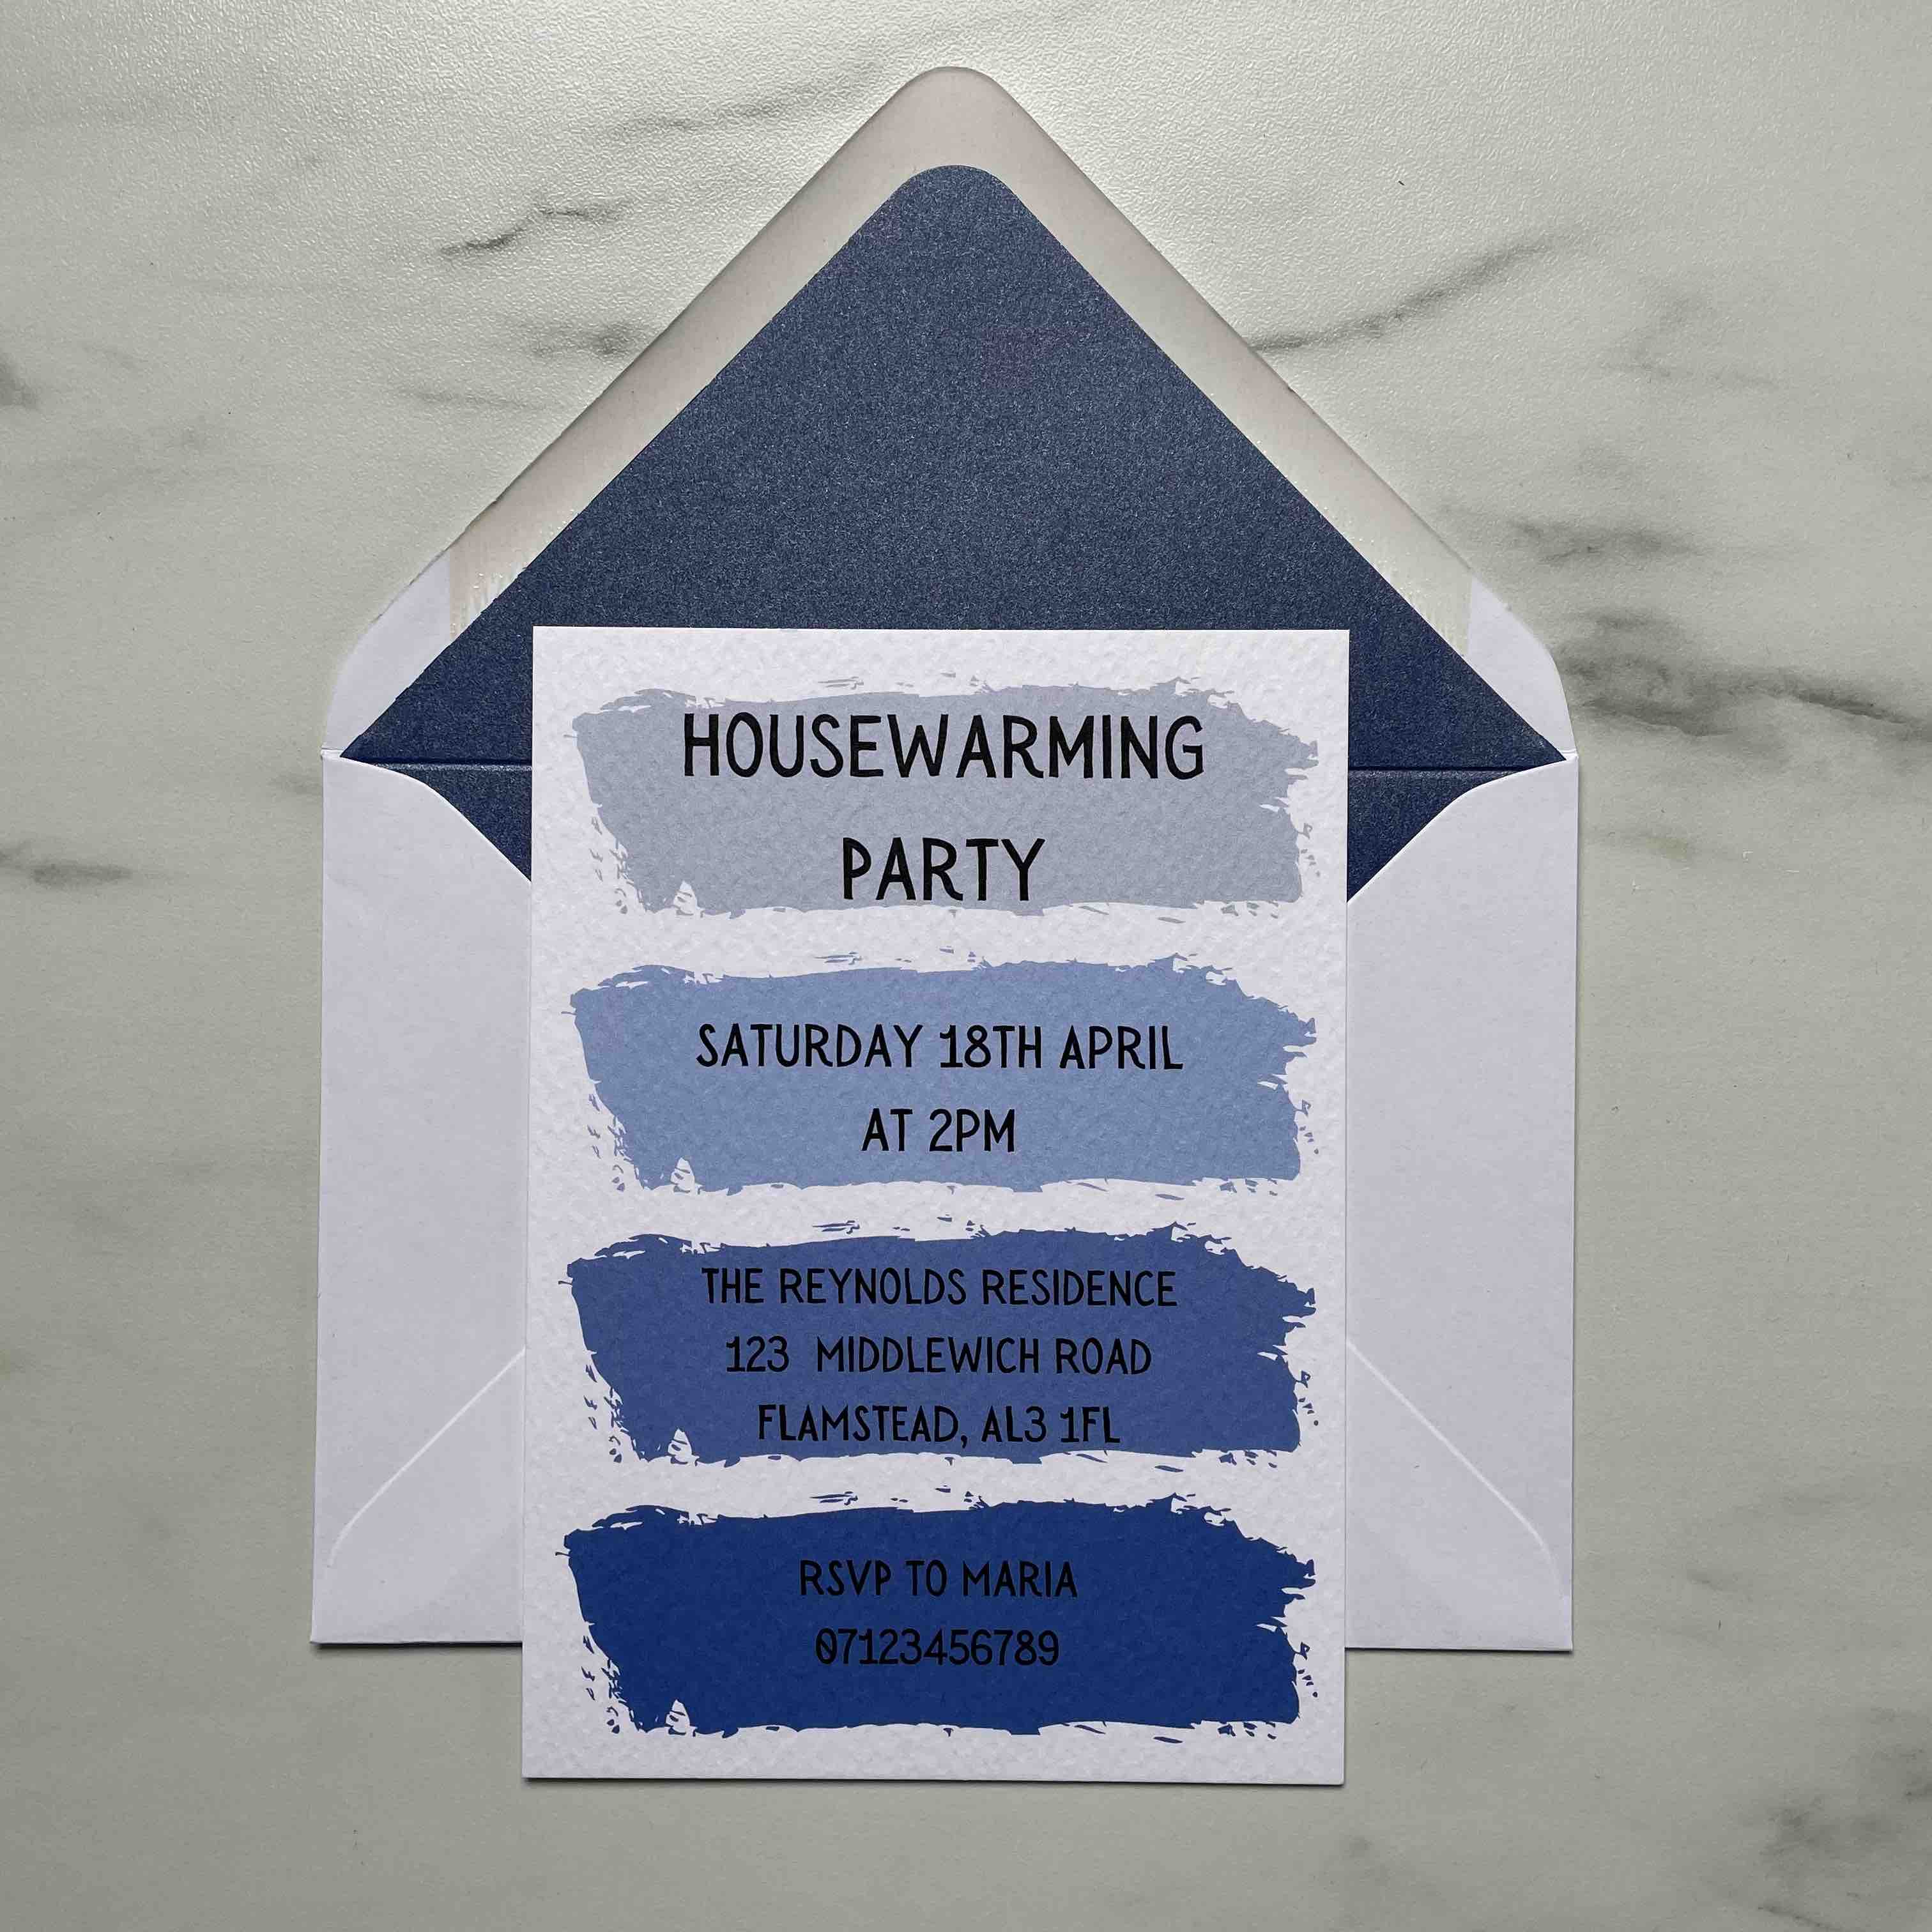 HOUSEWARMING
PARTY
SATURDAY 18TH APRIL
AT 2PM
THE REYNOLDS RESIDENCE
123 MIDDLEWICH ROAD
FLAMSTEAD, AL3 1FL
RSVP TO MARIA
07123456789